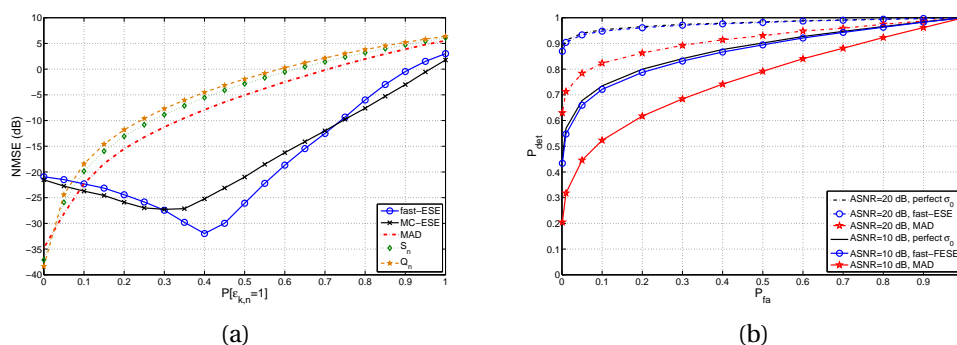 10
5
0
−5
−10
−15
−20
−25
−30
−35
−40
NMSE (dB)
0 0.1 0.2 0.3 0.4 0.5 0.6 0.7 0.8 0.9 1
P[ε_{k,n}=1]
fast−ESE
MC−ESE
MAD
S_n
Q_n
(a)
1
0.9
0.8
0.7
0.6
0.5
0.4
0.3
0.2
0.1
0
P_det
0 0.1 0.2 0.3 0.4 0.5 0.6 0.7 0.8 0.9
P_fa
ASNR=20 dB, perfect σ_0
ASNR=20 dB, fast−ESE
ASNR=20 dB, MAD
ASNR=10 dB, perfect σ_0
ASNR=10 dB, fast−FESE
ASNR=10 dB, MAD
(b)